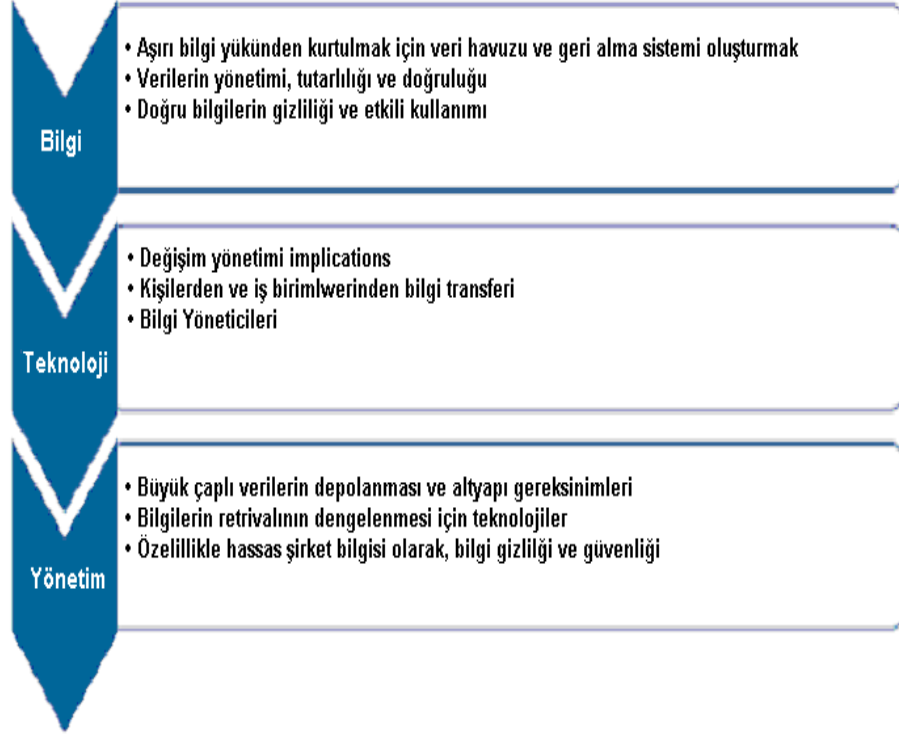 Bilgi
• Aşırı bilgi yükünden kurtulmak için veri havuzu ve geri alma sistemi oluşturmak
• Verilerin yönetimi, tutarlılığı ve doğruluğu
• Doğru bilgilerin gizliliği ve etkili kullanımı
Teknoloji
• Değişim yönetimi implications
• Kişilerden ve iş birimlwerinden bilgi transferi
• Bilgi Yöneticileri
Yönetim
• Büyük çaplı verilerin depolanması ve altyapı gereksinimleri
• Bilgilerin retrivalının dengelenmesi için teknolojiler
• Özelillikle hassas şirket bilgisi olarak, bilgi gizlilği ve güvenliği